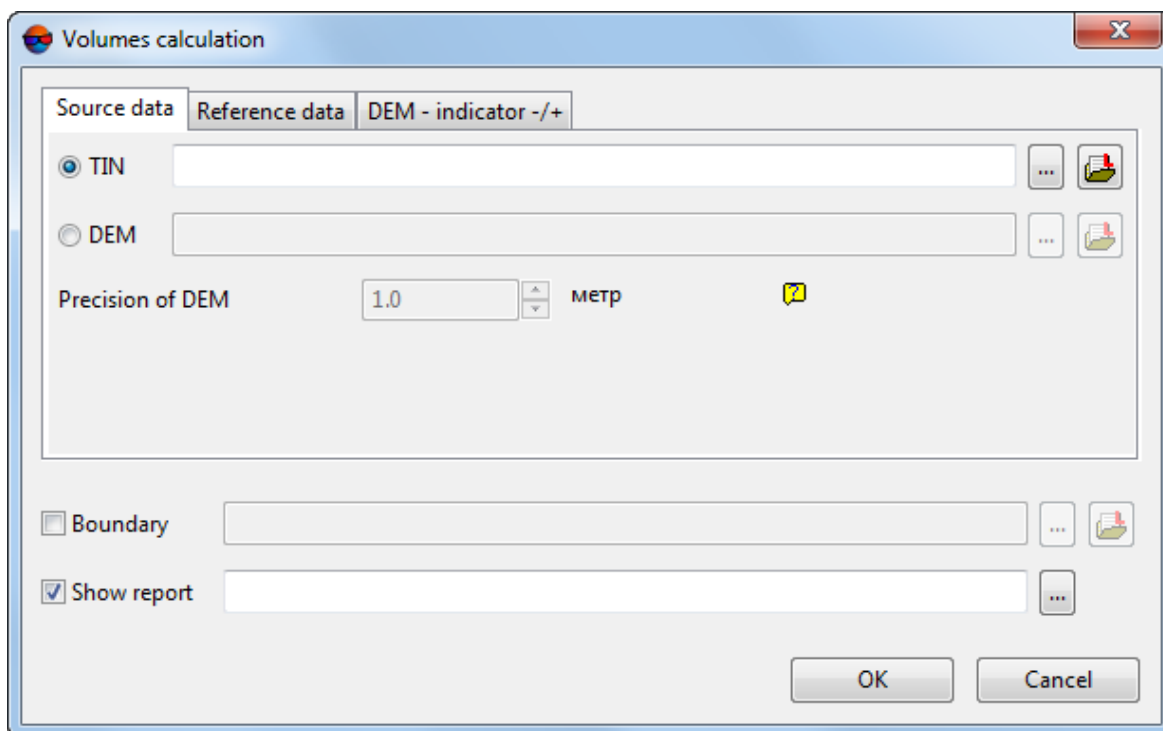 Volumes calculation
Source data Reference data DEM - indicator -/+
TIN ...
DEM ...
Precision of DEM 1.0 метр ?
Boundary ...
Show report ...
OK Cancel